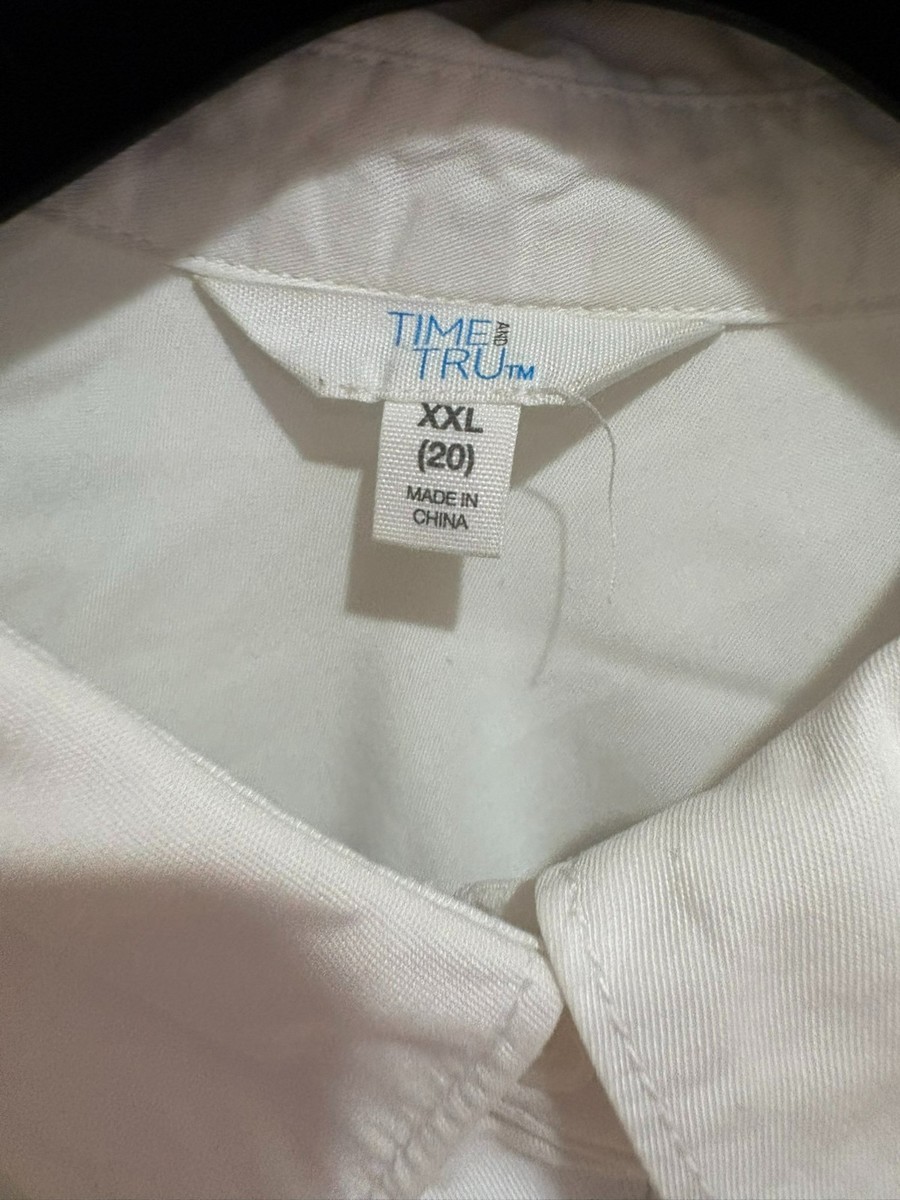 TIME AND
TRU™
XXL
(20)
MADE IN
CHINA